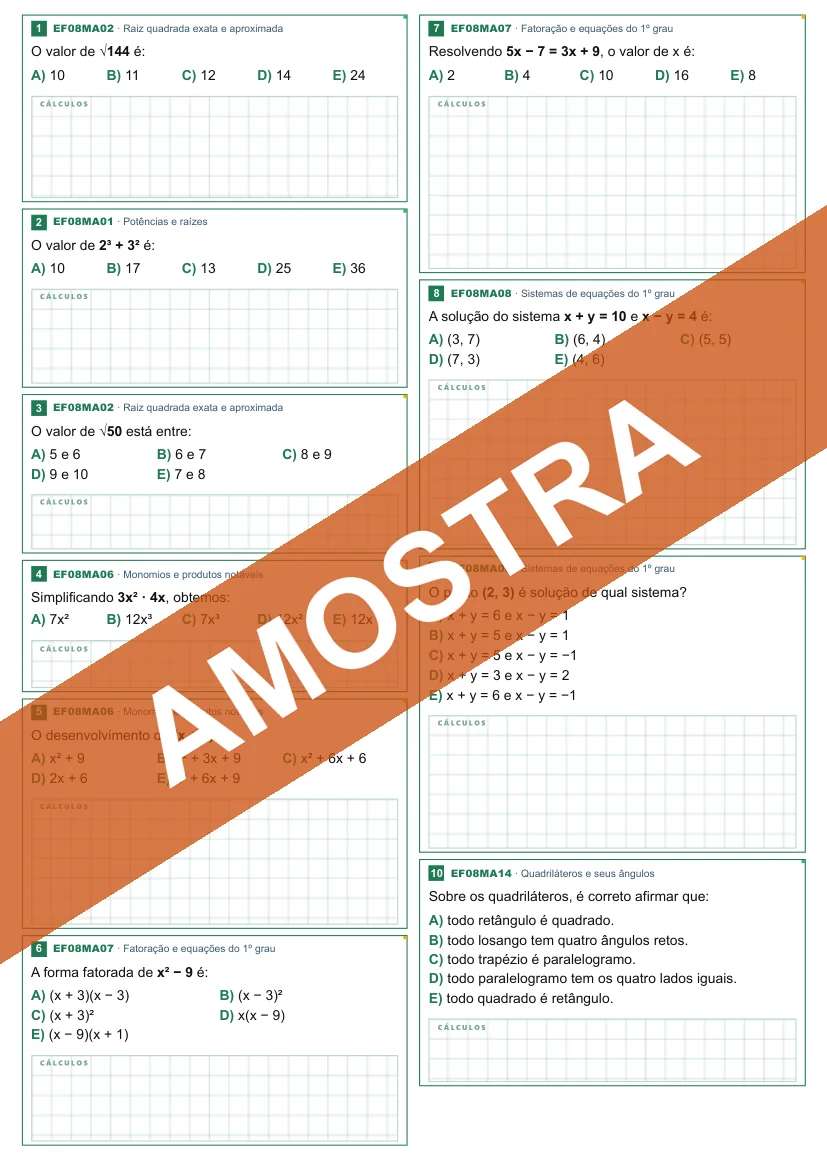 1 EF08MA02 · Raiz quadrada exata e aproximada
O valor de √144 é:
A) 10 B) 11 C) 12 D) 14 E) 24
CÁLCULOS
2 EF08MA01 · Potências e raízes
O valor de 2³ + 3² é:
A) 10 B) 17 C) 13 D) 25 E) 36
CÁLCULOS
3 EF08MA02 · Raiz quadrada exata e aproximada
O valor de √50 está entre:
A) 5 e 6 B) 6 e 7 C) 8 e 9
D) 9 e 10 E) 7 e 8
CÁLCULOS
4 EF08MA06 · Monomios e produtos notáveis
Simplificando 3x² · 4x, obtemos:
A) 7x² B) 12x³ C) 7x³ D) 12x² E) 12x
CÁLCULOS
5 EF08MA06 ·
O desenvolvimento
A) x² + 9 + 3x + 9 C) x² + 6x + 6
D) 2x + 6 + 6x + 9
CÁLCULOS
6 EF08MA07 · Fatoração e equações do 1º grau
A forma fatorada de x² − 9 é:
A) (x + 3)(x − 3) B) (x − 3)²
C) (x + 3)² D) x(x − 9)
E) (x − 9)(x + 1)
CÁLCULOS
7 EF08MA07 · Fatoração e equações do 1º grau
Resolvendo 5x − 7 = 3x + 9, o valor de x é:
A) 2 B) 4 C) 10 D) 16 E) 8
CÁLCULOS
8 EF08MA08 · Sistemas de equações do 1º grau
A solução do sistema x + y = 10 e x − y = 4 é:
A) (3, 7) B) (6, 4) C) (5, 5)
D) (7, 3) E) (4, 6)
CÁLCULOS
Sistemas de equações do 1º grau
O (2, 3) é solução de qual sistema?
x + y = 6 e x − y = 1
B) x + y = 5 e x − y = 1
C) x + y = 5 e x − y = −1
D) x + y = 3 e x − y = 2
E) x + y = 6 e x − y = −1
CÁLCULOS
10 EF08MA14 · Quadriláteros e seus ângulos
Sobre os quadriláteros, é correto afirmar que:
A) todo retângulo é quadrado.
B) todo losango tem quatro ângulos retos.
C) todo trapézio é paralelogramo.
D) todo paralelogramo tem os quatro lados iguais.
E) todo quadrado é retângulo.
CÁLCULOS
AMOSTRA